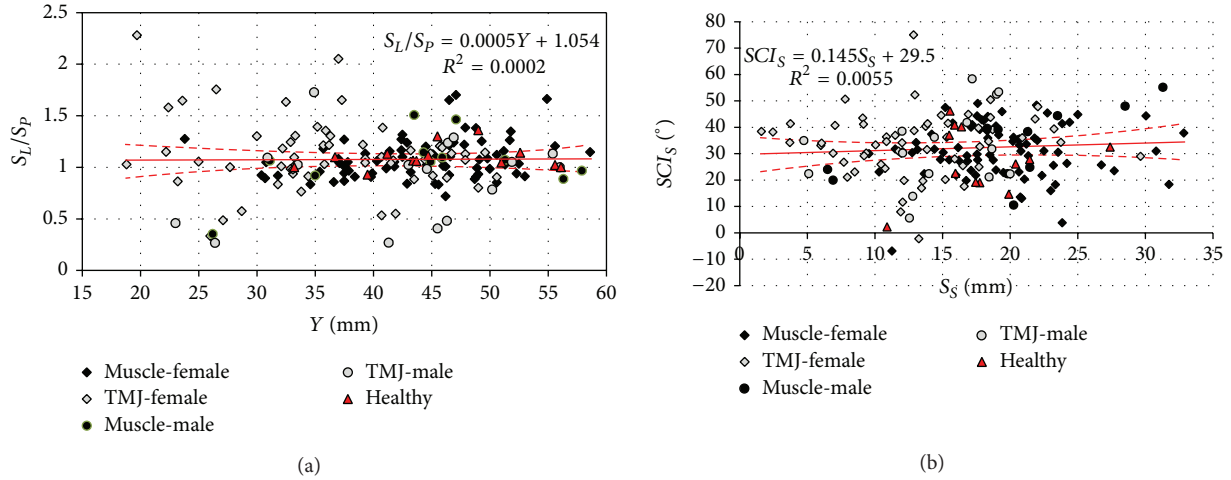 2.5
2
1.5
1
0.5
0
S_L/S_P
S_L/S_P = 0.0005Y + 1.054
R² = 0.0002
15 20 25 30 35 40 45 50 55 60
Y (mm)
Muscle-female
TMJ-female
Muscle-male
TMJ-male
Healthy
(a)
80
70
60
50
40
30
20
10
0
−10
−20
SCI_S (°)
SCI_S = 0.145S_S + 29.5
R² = 0.0055
0 5 10 15 20 25 30 35
S_S (mm)
Muscle-female
TMJ-female
Muscle-male
TMJ-male
Healthy
(b)